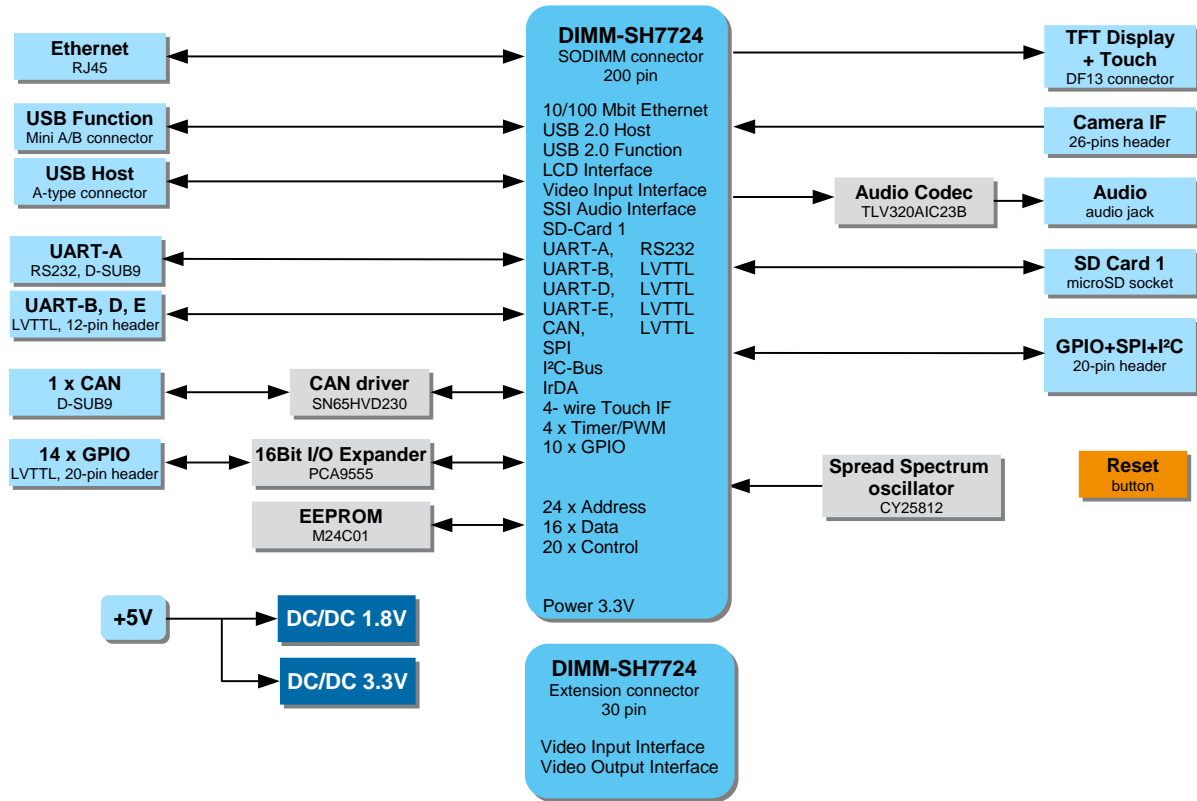 Ethernet
RJ45
USB Function
Mini A/B connector
USB Host
A-type connector
UART-A
RS232, D-SUB9
UART-B, D, E
LVTTL, 12-pin header
1 x CAN
D-SUB9
CAN driver
SN65HVD230
14 x GPIO
LVTTL, 20-pin header
16Bit I/O Expander
PCA9555
EEPROM
M24C01
+5V
DC/DC 1.8V
DC/DC 3.3V
DIMM-SH7724
SODIMM connector
200 pin
10/100 Mbit Ethernet
USB 2.0 Host
USB 2.0 Function
LCD Interface
Video Input Interface
SSI Audio Interface
SD-Card 1
UART-A, RS232
UART-B, LVTTL
UART-D, LVTTL
UART-E, LVTTL
CAN, LVTTL
SPI
I²C-Bus
IrDA
4- wire Touch IF
4 x Timer/PWM
10 x GPIO
24 x Address
16 x Data
20 x Control
Power 3.3V
DIMM-SH7724
Extension connector
30 pin
Video Input Interface
Video Output Interface
TFT Display
+ Touch
DF13 connector
Camera IF
26-pins header
Audio Codec
TLV320AIC23B
Audio
audio jack
SD Card 1
microSD socket
GPIO+SPI+I²C
20-pin header
Spread Spectrum
oscillator
CY25812
Reset
button